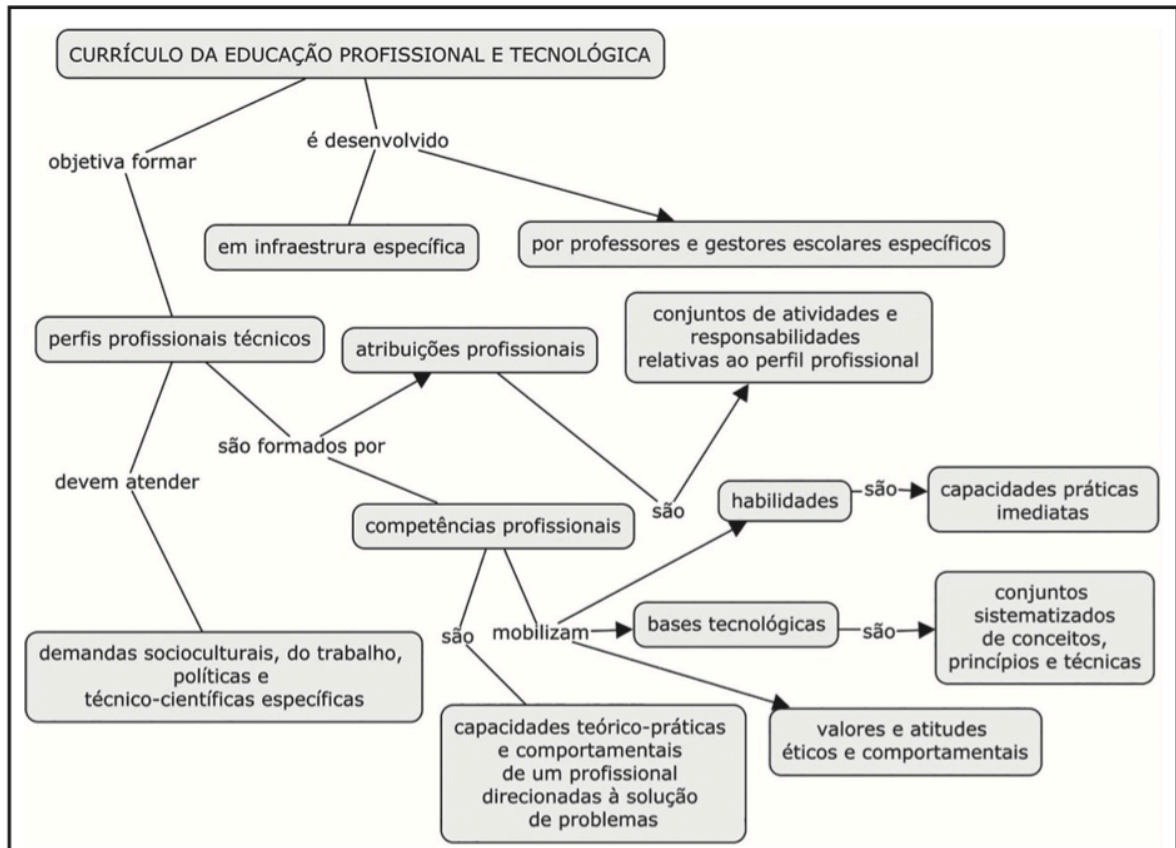 CURRÍCULO DA EDUCAÇÃO PROFISSIONAL E TECNOLÓGICA
objetiva formar
é desenvolvido
em infraestrura específica
por professores e gestores escolares específicos
perfis profissionais técnicos
atribuições profissionais
conjuntos de atividades e
responsabilidades
relativas ao perfil profissional
são formados por
devem atender
são
habilidades
são
capacidades práticas
imediatas
competências profissionais
são
mobilizam
bases tecnológicas
são
conjuntos
sistematizados
de conceitos,
princípios e técnicas
demandas socioculturais, do trabalho,
políticas e
técnico-científicas específicas
capacidades teórico-práticas
e comportamentais
de um profissional
direcionadas à solução
de problemas
valores e atitudes
éticos e comportamentais